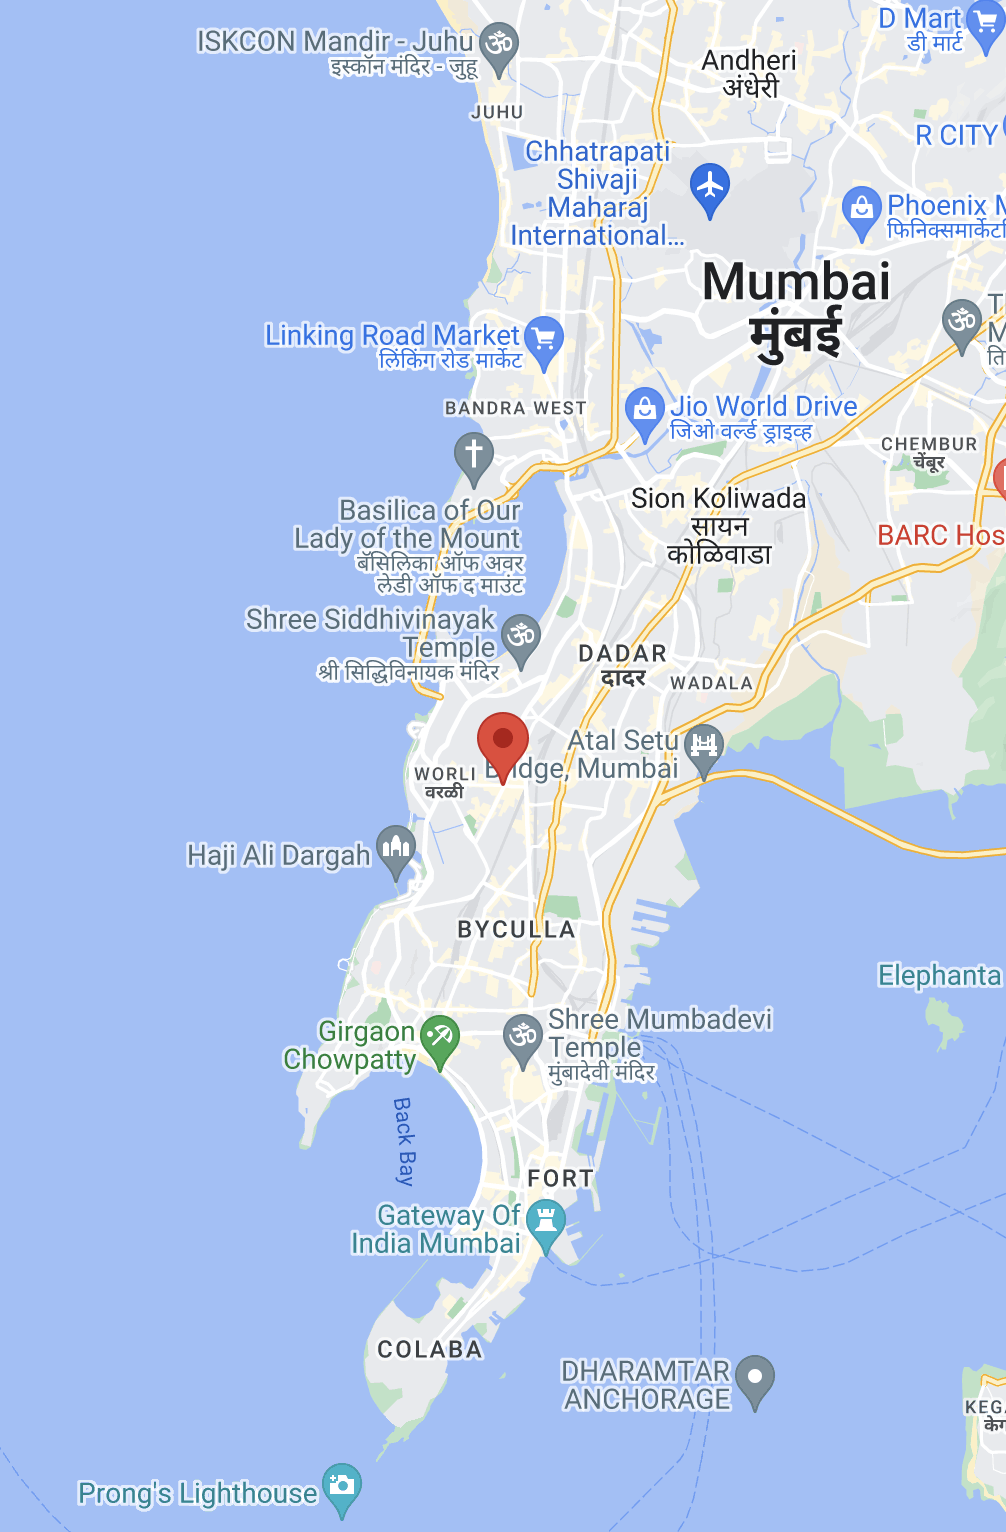 ISKCON Mandir - Juhu
इस्कॉन मंदिर - जुहू
D Mart
डी मार्ट
Andheri
अंधेरी
JUHU
R CITY
Chhatrapati
Shivaji
Maharaj
International...
Phoenix M
फिनिक्समार्केटसि
Mumbai
मुंबई
T
M
ति
Linking Road Market
लिंकिंग रोड मार्केट
BANDRA WEST
Jio World Drive
जिओ वर्ल्ड ड्राइव्ह
CHEMBUR
चेंबूर
Basilica of Our
Lady of the Mount
बॅसिलिका ऑफ अवर
लेडी ऑफ द माउंट
Sion Koliwada
सायन
कोळिवाडा
BARC Hos
Shree Siddhivinayak
Temple
श्री सिद्धिविनायक मंदिर
DADAR
दादर
WADALA
Atal Setu
Bridge, Mumbai
WORLI
वरळी
Haji Ali Dargah
BYCULLA
Elephanta
Girgaon
Chowpatty
Shree Mumbadevi
Temple
मुंबादेवी मंदिर
Back Bay
FORT
Gateway Of
India Mumbai
COLABA
DHARAMTAR
ANCHORAGE
KEGA
केग
Prong's Lighthouse